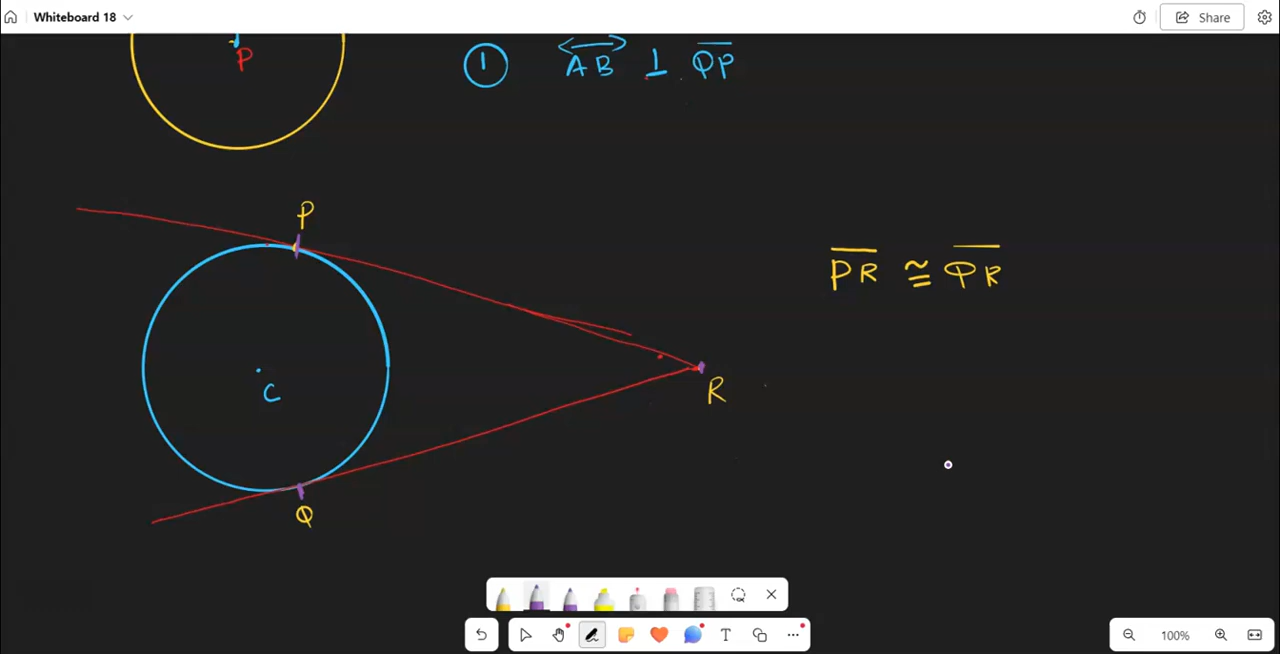 Whiteboard 18
Share
P
① AB ⊥ QP
P
PR ≅ QR
C
R
Q
T
100%